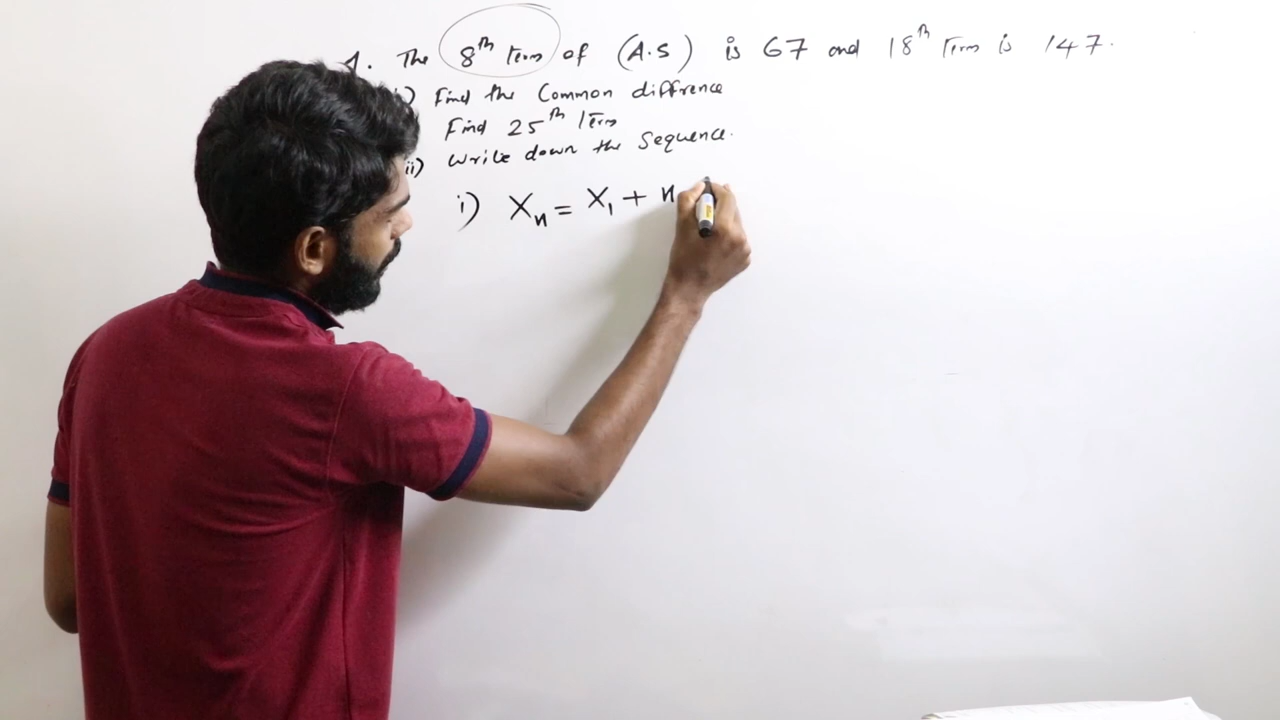 1. The 8th term of (A.S) is 67 and 18th Term is 147.
i) Find the Common diffrence
Find 25th Term
ii) write down the sequence.
i) Xn = X1 + n